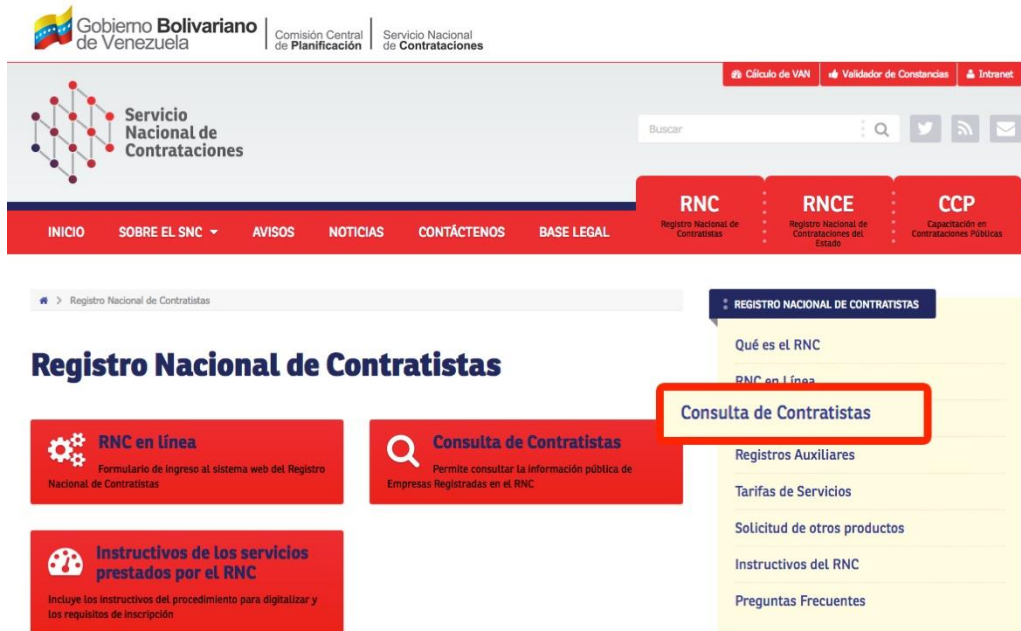 Gobierno Bolivariano
de Venezuela
Comisión Central
de Planificación
Servicio Nacional
de Contrataciones
Cálculo de VAN
Validador de Constancias
Intranet
Servicio
Nacional de
Contrataciones
Buscar
RNC
Registro Nacional de
Contratistas
RNCE
Registro Nacional de
Contrataciones del
Estado
CCP
Capacitación en
Contrataciones Públicas
INICIO SOBRE EL SNC AVISOS NOTICIAS CONTÁCTENOS BASE LEGAL
> Registro Nacional de Contratistas
Registro Nacional de Contratistas
RNC en línea
Formulario de ingreso al sistema web del Registro
Nacional de Contratistas
Consulta de Contratistas
Permite consultar la información pública de
Empresas Registradas en el RNC
Instructivos de los servicios
prestados por el RNC
Incluye los instructivos del procedimiento para digitalizar y
los requisitos de inscripción
REGISTRO NACIONAL DE CONTRATISTAS
Qué es el RNC
RNC en Línea
Consulta de Contratistas
Registros Auxiliares
Tarifas de Servicios
Solicitud de otros productos
Instructivos del RNC
Preguntas Frecuentes